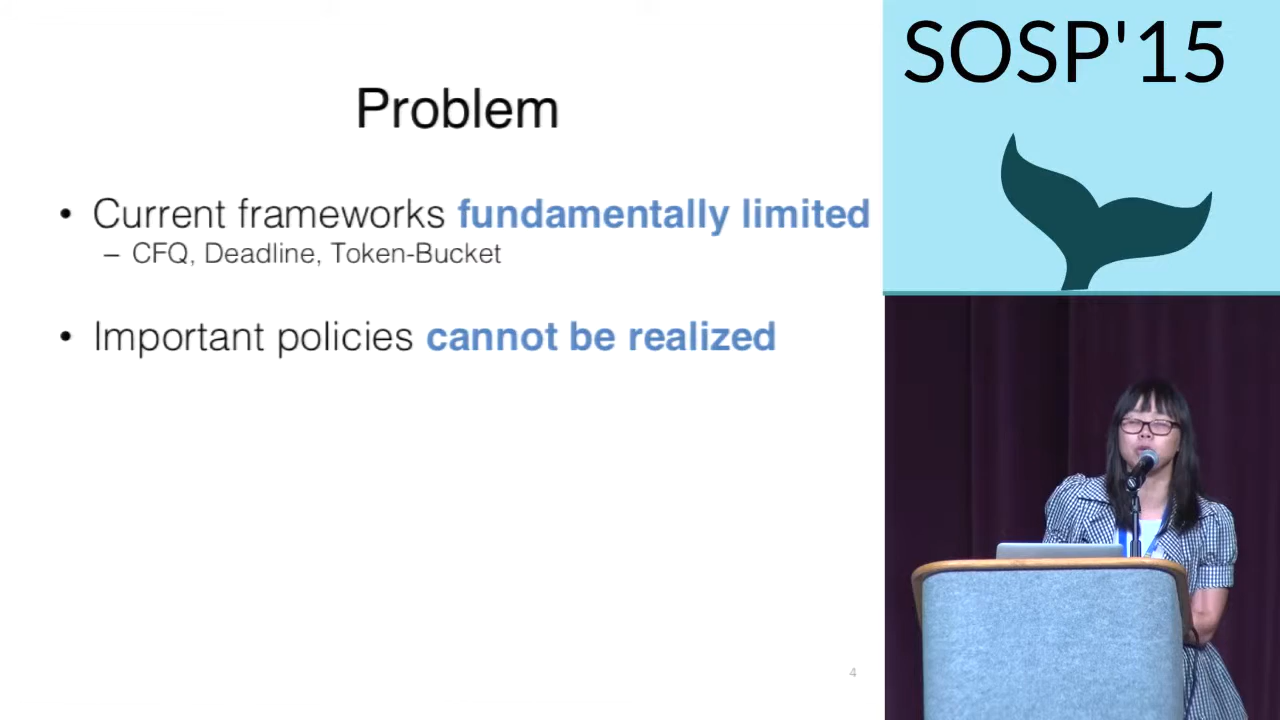 Problem
• Current frameworks fundamentally limited
– CFQ, Deadline, Token-Bucket
• Important policies cannot be realized
4
SOSP'15